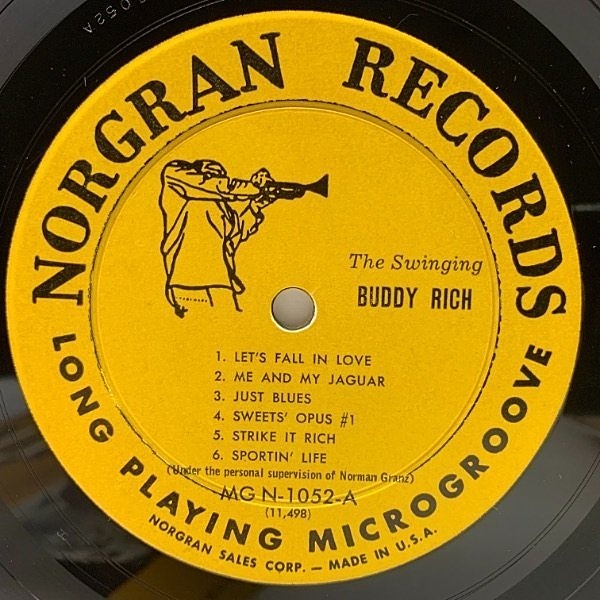 NORGRAN RECORDS
The Swinging
BUDDY RICH
1. LET'S FALL IN LOVE
2. ME AND MY JAGUAR
3. JUST BLUES
4. SWEETS' OPUS #1
5. STRIKE IT RICH
6. SPORTIN' LIFE
(Under the personal supervision of Norman Granz)
MG N-1052-A
(11,498)
LONG PLAYING MICROGROOVE
NORGRAN SALES CORP. — MADE IN U.S.A.